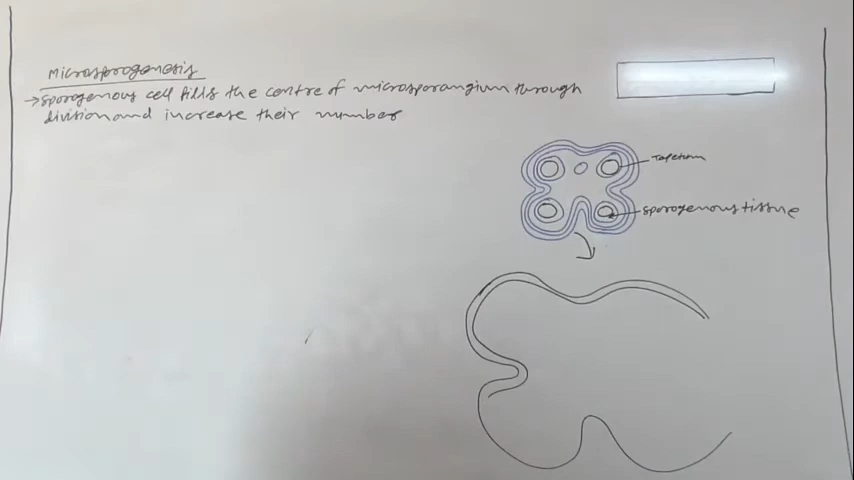 Microsporogenesis
→ sporogenous cell fills the centre of microsporangium through
division and increase their number
Tapetum
sporogenous tissue